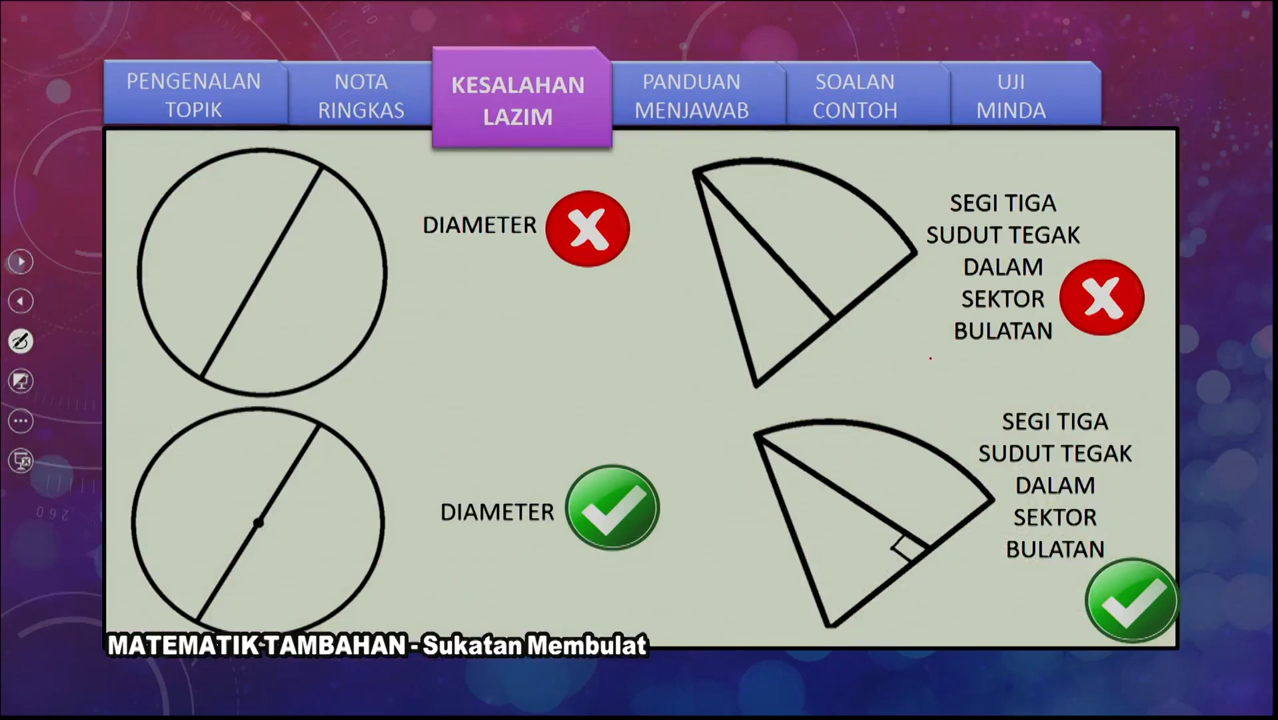 PENGENALAN
TOPIK
NOTA
RINGKAS
KESALAHAN
LAZIM
PANDUAN
MENJAWAB
SOALAN
CONTOH
UJI
MINDA
DIAMETER
SEGI TIGA
SUDUT TEGAK
DALAM
SEKTOR
BULATAN
DIAMETER
SEGI TIGA
SUDUT TEGAK
DALAM
SEKTOR
BULATAN
MATEMATIK TAMBAHAN - Sukatan Membulat
260